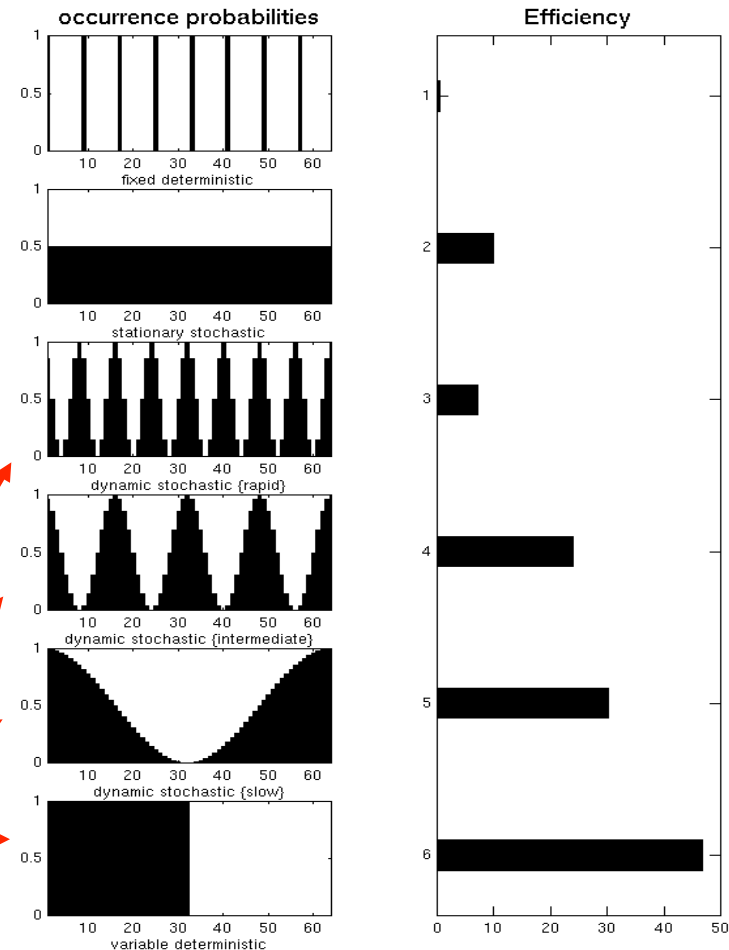 occurrence probabilities
1
0.5
0
10 20 30 40 50 60
fixed deterministic
1
0.5
0
10 20 30 40 50 60
stationary stochastic
1
0.5
0
10 20 30 40 50 60
dynamic stochastic {rapid}
1
0.5
0
10 20 30 40 50 60
dynamic stochastic {intermediate}
1
0.5
0
10 20 30 40 50 60
dynamic stochastic {slow}
1
0.5
0
10 20 30 40 50 60
variable deterministic
Efficiency
1
2
3
4
5
6
0 10 20 30 40 50